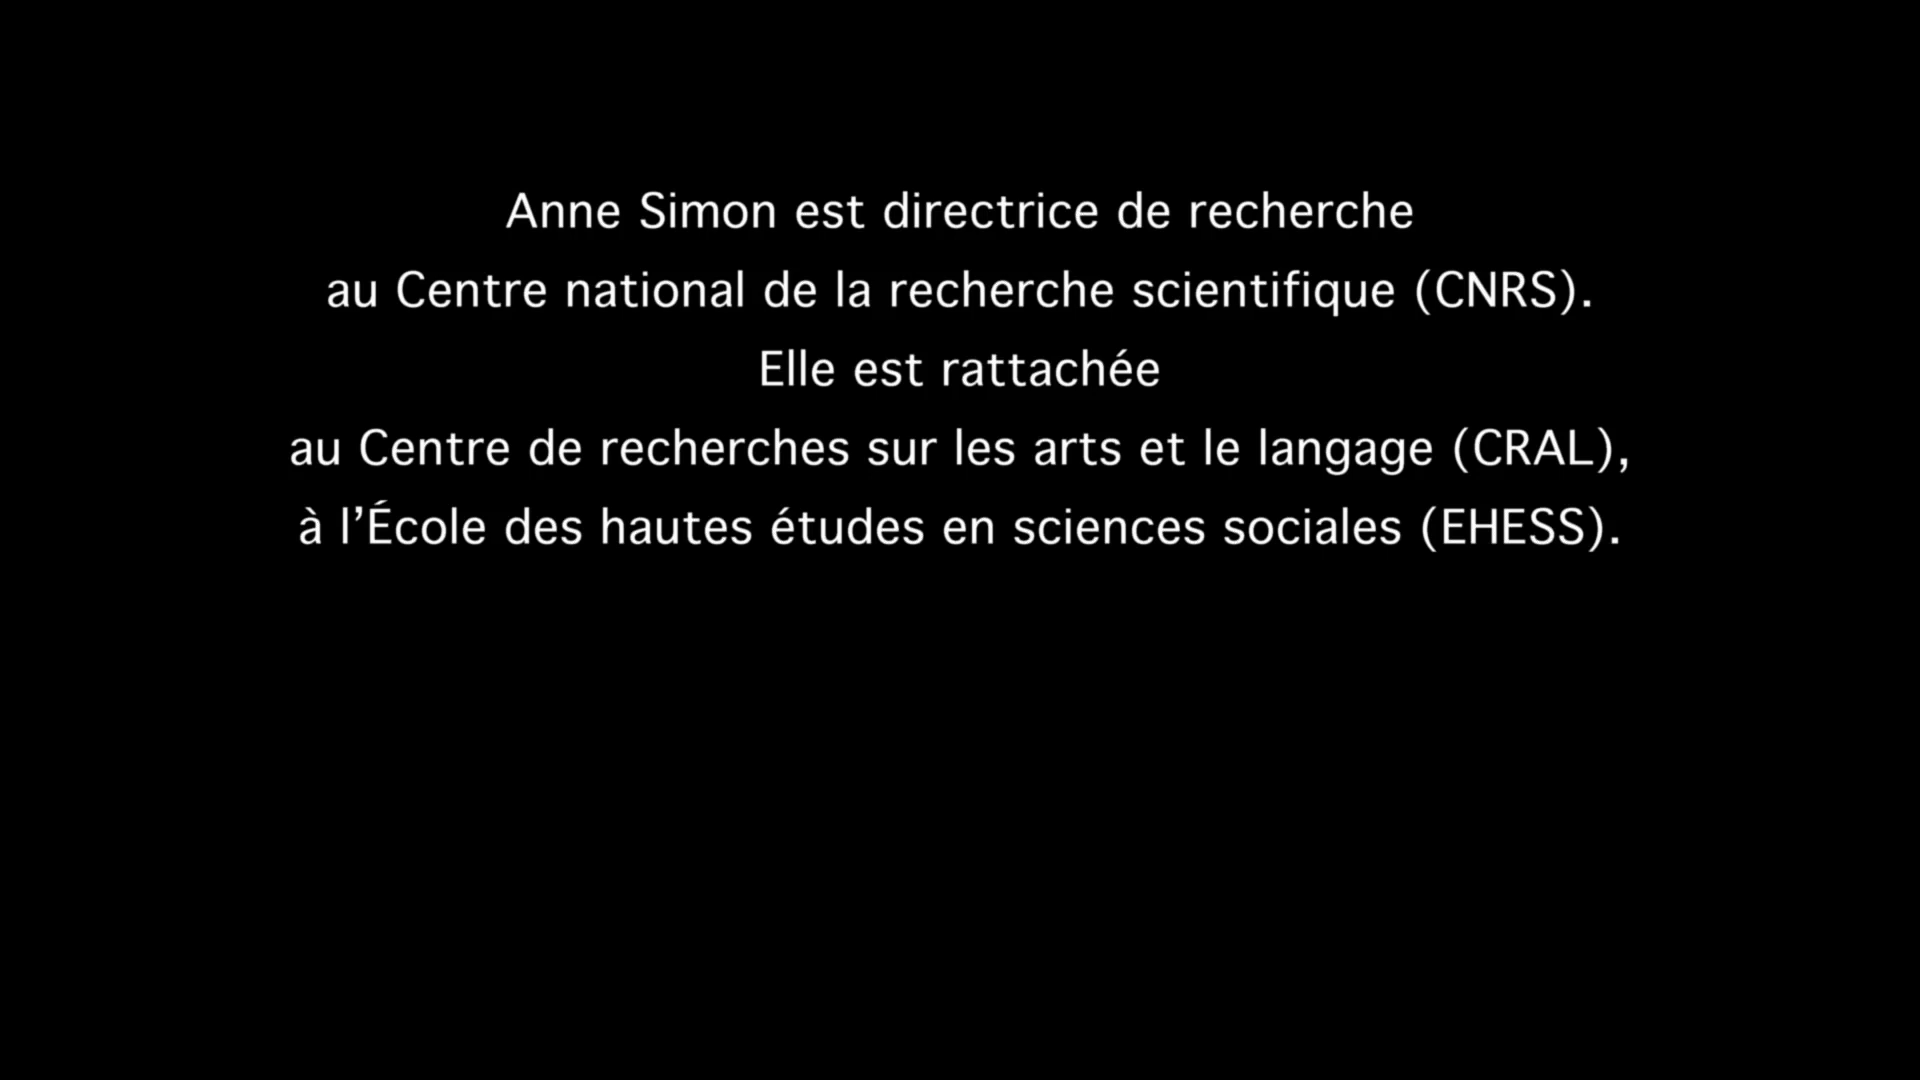 Anne Simon est directrice de recherche
au Centre national de la recherche scientifique (CNRS).
Elle est rattachée
au Centre de recherches sur les arts et le langage (CRAL),
à l’École des hautes études en sciences sociales (EHESS).